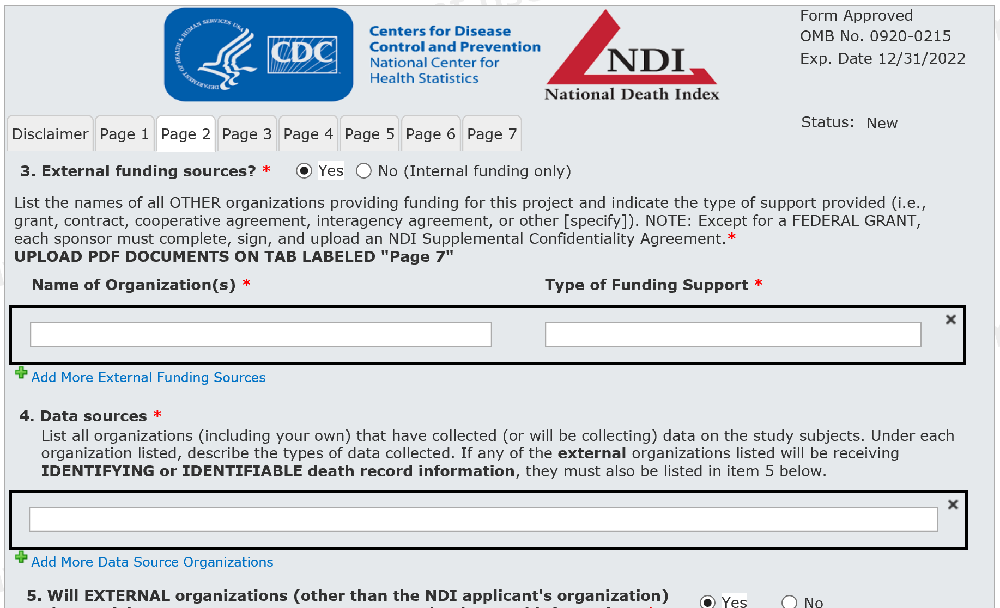 DEPARTMENT OF HEALTH & HUMAN SERVICES·USA
CDC
Centers for Disease
Control and Prevention
National Center for
Health Statistics
NDI
National Death Index
Form Approved
OMB No. 0920-0215
Exp. Date 12/31/2022
Disclaimer Page 1 Page 2 Page 3 Page 4 Page 5 Page 6 Page 7
Status: New
3. External funding sources? * Yes No (Internal funding only)
List the names of all OTHER organizations providing funding for this project and indicate the type of support provided (i.e.,
grant, contract, cooperative agreement, interagency agreement, or other [specify]). NOTE: Except for a FEDERAL GRANT,
each sponsor must complete, sign, and upload an NDI Supplemental Confidentiality Agreement.*
UPLOAD PDF DOCUMENTS ON TAB LABELED "Page 7"
Name of Organization(s) * Type of Funding Support *
Add More External Funding Sources
4. Data sources *
List all organizations (including your own) that have collected (or will be collecting) data on the study subjects. Under each
organization listed, describe the types of data collected. If any of the external organizations listed will be receiving
IDENTIFYING or IDENTIFIABLE death record information, they must also be listed in item 5 below.
Add More Data Source Organizations
5. Will EXTERNAL organizations (other than the NDI applicant's organization)
Yes No